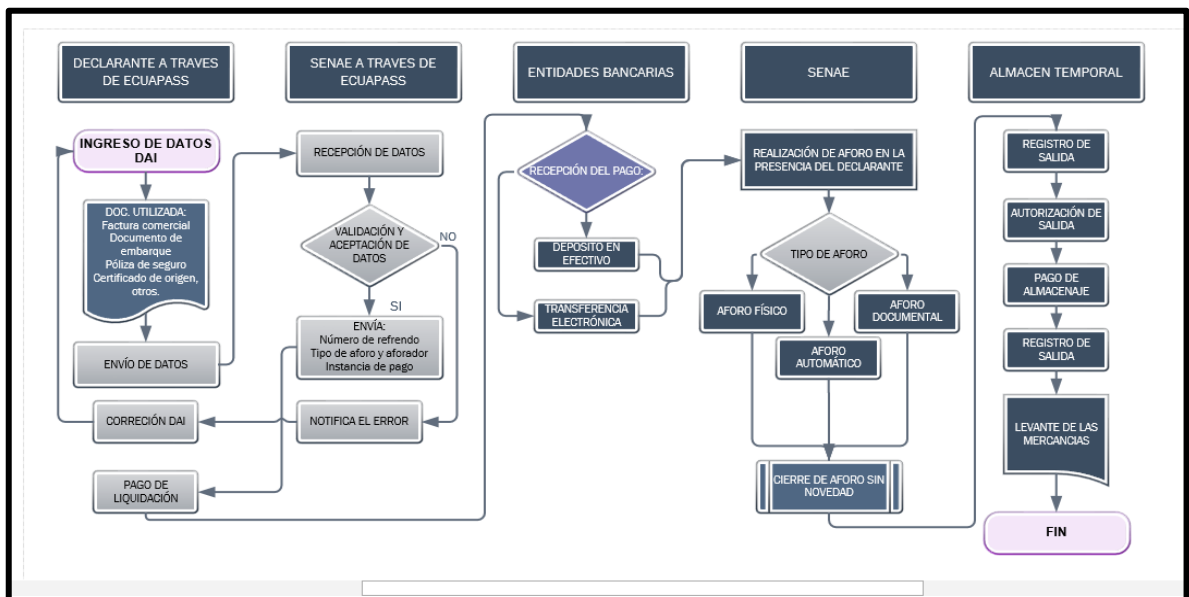 DECLARANTE A TRAVES
DE ECUAPASS
SENAE A TRAVES DE
ECUAPASS
ENTIDADES BANCARIAS
SENAE
ALMACEN TEMPORAL
INGRESO DE DATOS
DAI
DOC. UTILIZADA:
Factura comercial
Documento de
embarque
Póliza de seguro
Certificado de origen,
otros.
ENVÍO DE DATOS
CORRECIÓN DAI
PAGO DE
LIQUIDACIÓN
RECEPCIÓN DE DATOS
VALIDACIÓN Y
ACEPTACIÓN DE
DATOS
NO
SI
ENVÍA:
Número de refrendo
Tipo de aforo y aforador
Instancia de pago
NOTIFICA EL ERROR
RECEPCIÓN DEL PAGO:
DEPOSITO EN
EFECTIVO
TRANSFERENCIA
ELECTRÓNICA
REALIZACIÓN DE AFORO EN LA
PRESENCIA DEL DECLARANTE
TIPO DE AFORO
AFORO FÍSICO
AFORO
AUTOMÁTICO
AFORO
DOCUMENTAL
CIERRE DE AFORO SIN
NOVEDAD
REGISTRO DE
SALIDA
AUTORIZACIÓN DE
SALIDA
PAGO DE
ALMACENAJE
REGISTRO DE
SALIDA
LEVANTE DE LAS
MERCANCIAS
FIN